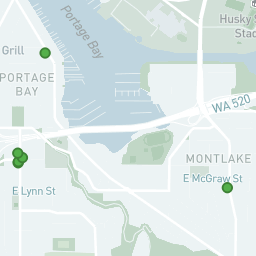 Portage
Bay
Husky S
Stad
Grill
PORTAGE
BAY
WA 520
MONTLAKE
E McGraw St
E Lynn St